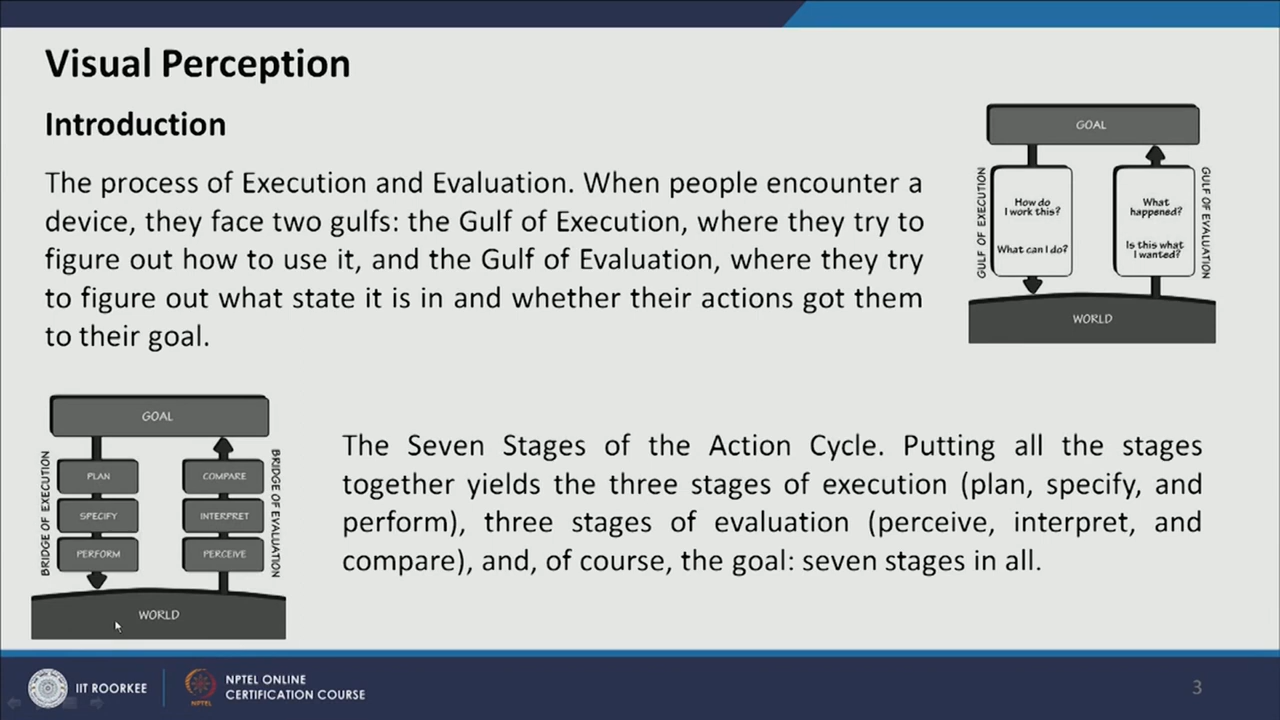 Visual Perception
Introduction
The process of Execution and Evaluation. When people encounter a
device, they face two gulfs: the Gulf of Execution, where they try to
figure out how to use it, and the Gulf of Evaluation, where they try
to figure out what state it is in and whether their actions got them
to their goal.
GOAL
GULF OF EXECUTION
How do
I work this?
What can I do?
What
happened?
Is this what
I wanted?
GULF OF EVALUATION
WORLD
GOAL
BRIDGE OF EXECUTION
PLAN
SPECIFY
PERFORM
COMPARE
INTERPRET
PERCEIVE
BRIDGE OF EVALUATION
WORLD
The Seven Stages of the Action Cycle. Putting all the stages
together yields the three stages of execution (plan, specify, and
perform), three stages of evaluation (perceive, interpret, and
compare), and, of course, the goal: seven stages in all.
IIT ROORKEE
NPTEL
NPTEL ONLINE
CERTIFICATION COURSE
3